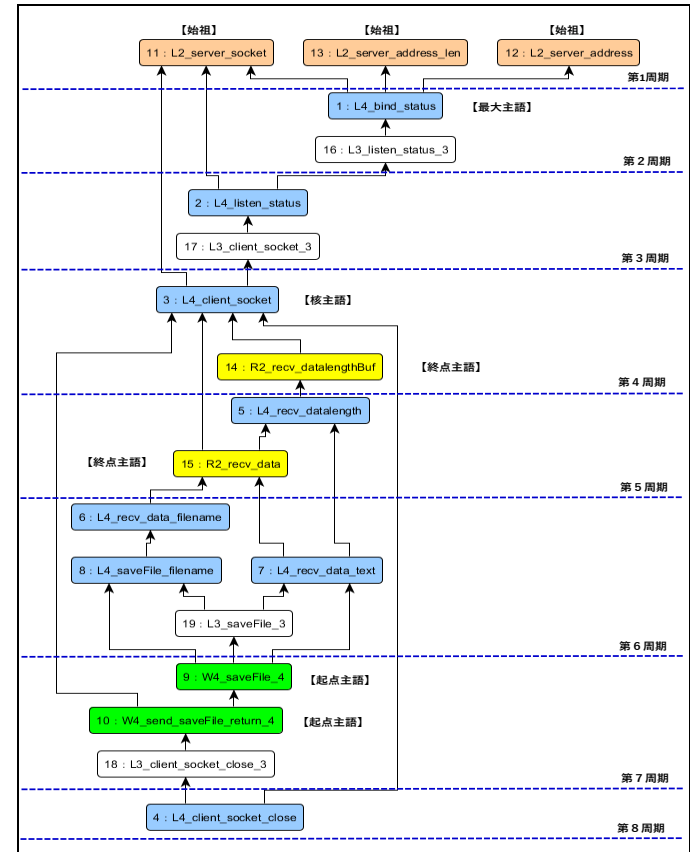 【始祖】 【始祖】 【始祖】
11 : L2_server_socket 13 : L2_server_address_len 12 : L2_server_address
第1周期
1 : L4_bind_status 【最大主語】
16 : L3_listen_status_3
第２周期
2 : L4_listen_status
17 : L3_client_socket_3
第３周期
3 : L4_client_socket 【核主語】
14 : R2_recv_datalengthBuf 【終点主語】
第４周期
5 : L4_recv_datalength
【終点主語】 15 : R2_recv_data
第５周期
6 : L4_recv_data_filename
8 : L4_saveFile_filename 7 : L4_recv_data_text
19 : L3_saveFile_3
第６周期
9 : W4_saveFile_4 【起点主語】
10 : W4_send_saveFile_return_4 【起点主語】
18 : L3_client_socket_close_3
第７周期
4 : L4_client_socket_close
第８周期